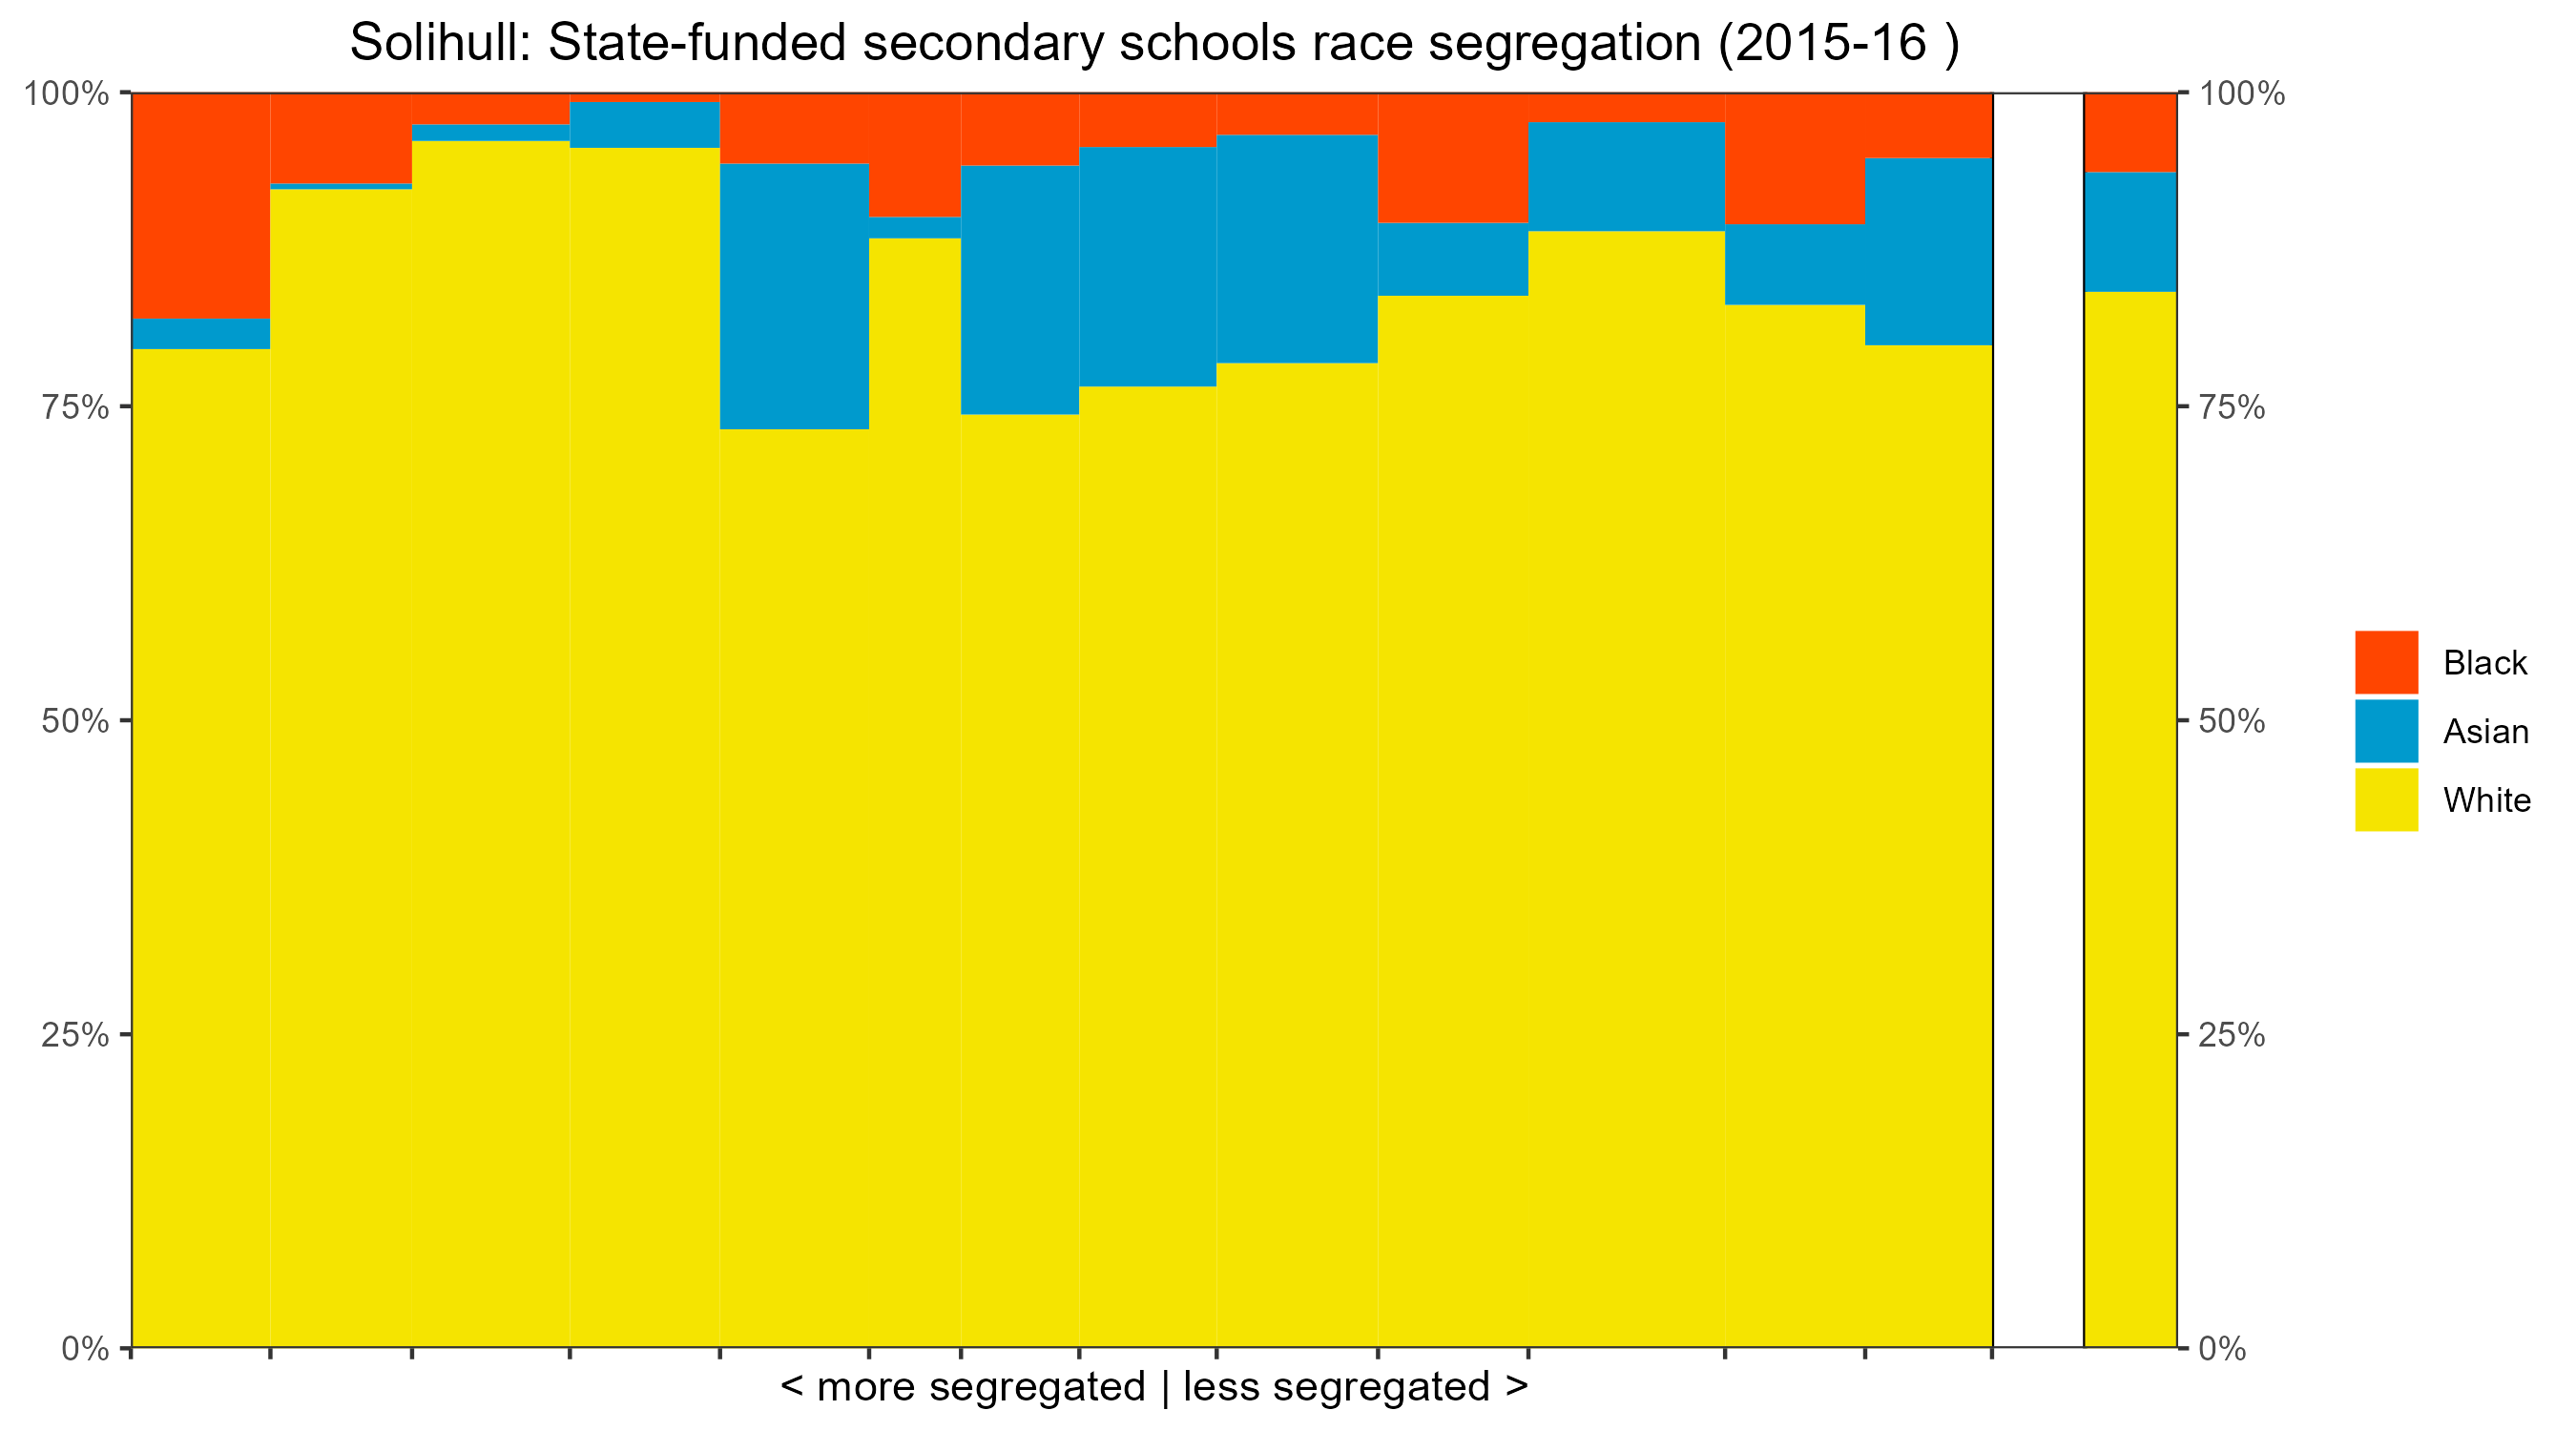 Solihull: State-funded secondary schools race segregation (2015-16 )
100%
75%
50%
25%
0%
100%
75%
50%
25%
0%
Black
Asian
White
< more segregated | less segregated >